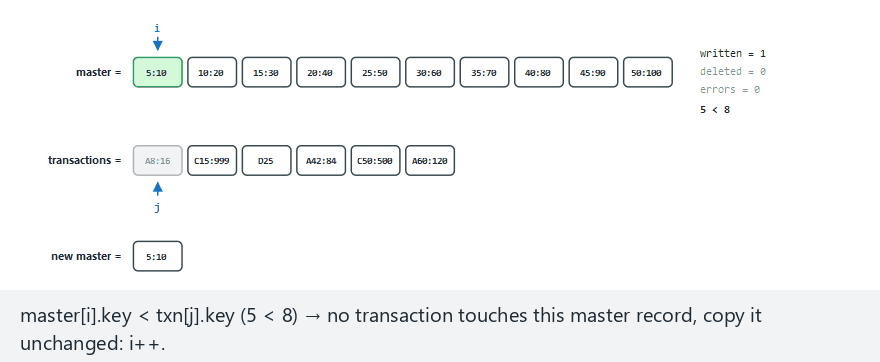 i
master = 5:10 10:20 15:30 20:40 25:50 30:60 35:70 40:80 45:90 50:100
written = 1
deleted = 0
errors = 0
5 < 8
transactions = A8:16 C15:999 D25 A42:84 C50:500 A60:120
j
new master = 5:10
master[i].key < txn[j].key (5 < 8) → no transaction touches this master record, copy it
unchanged: i++.